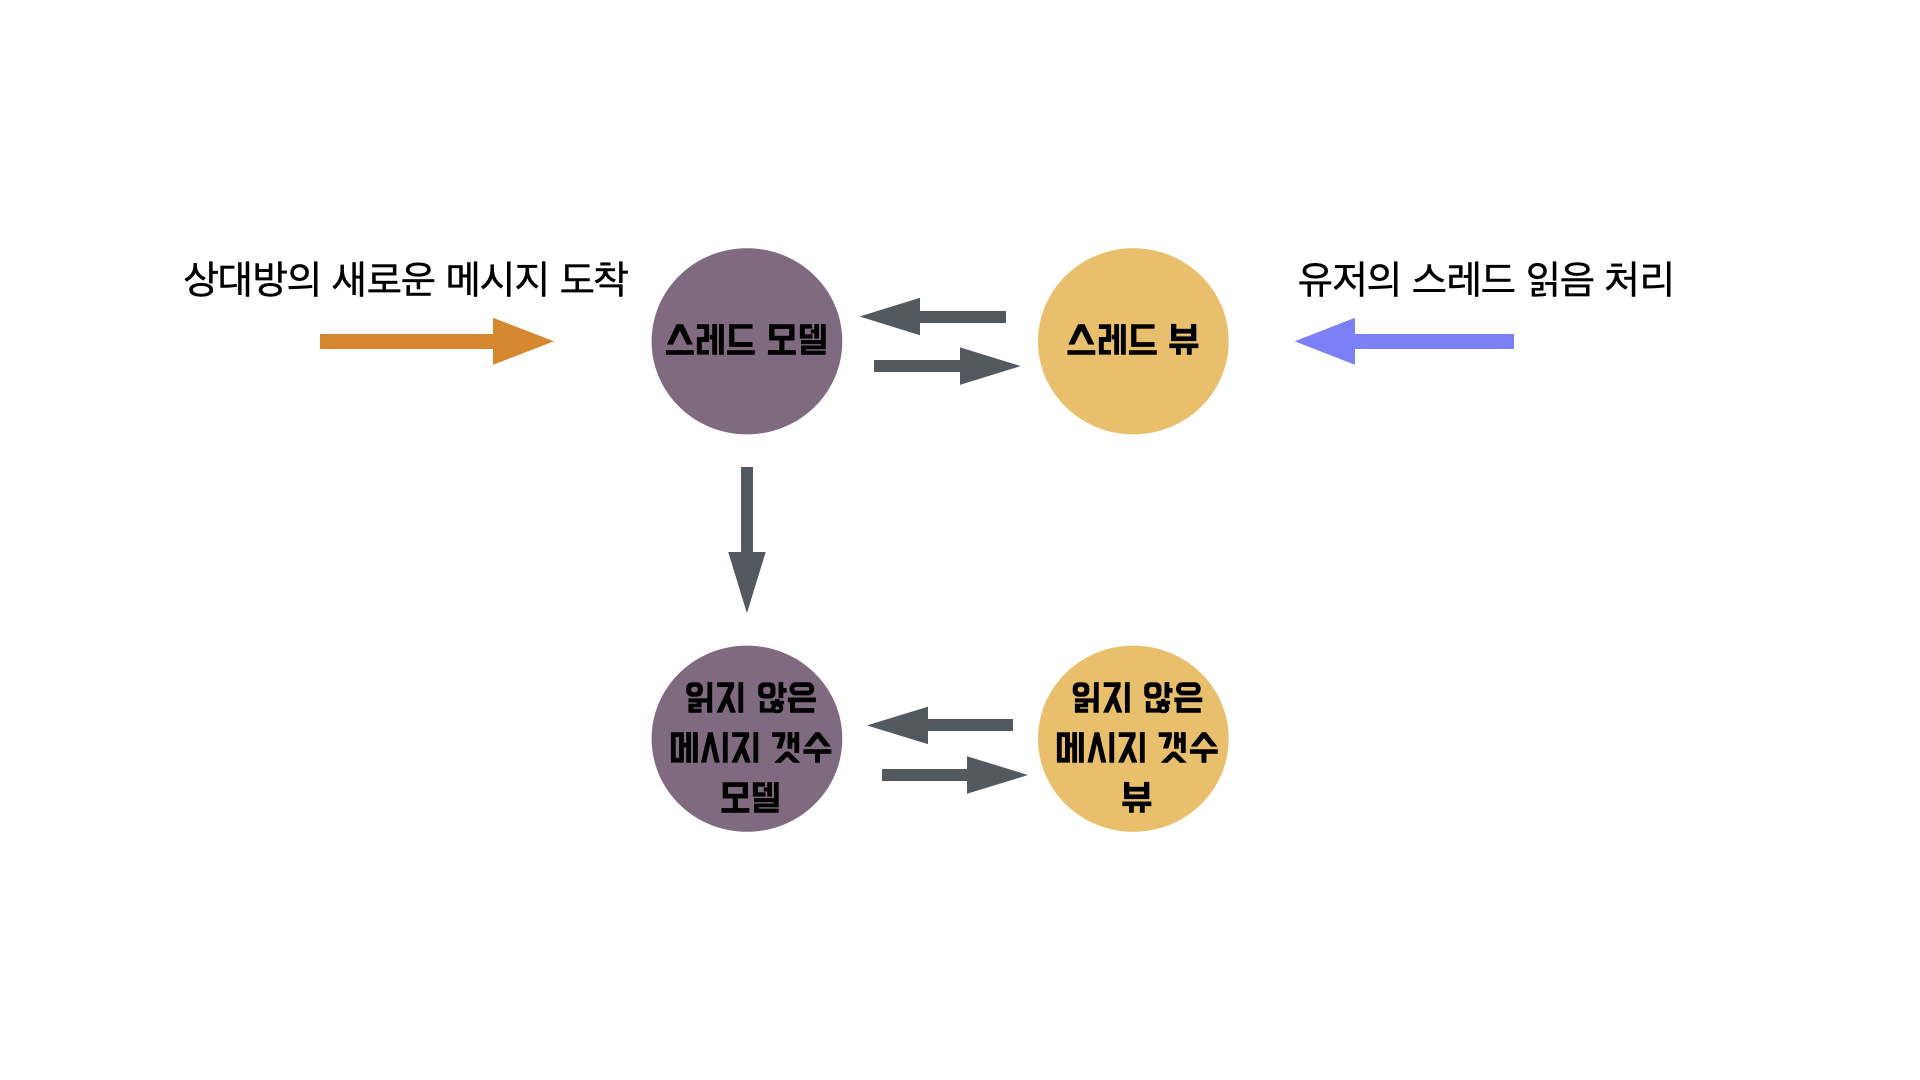 상대방의 새로운 메시지 도착
유저의 스레드 읽음 처리
스레드 모델
스레드 뷰
읽지 않은
메시지 갯수
모델
읽지 않은
메시지 갯수
뷰